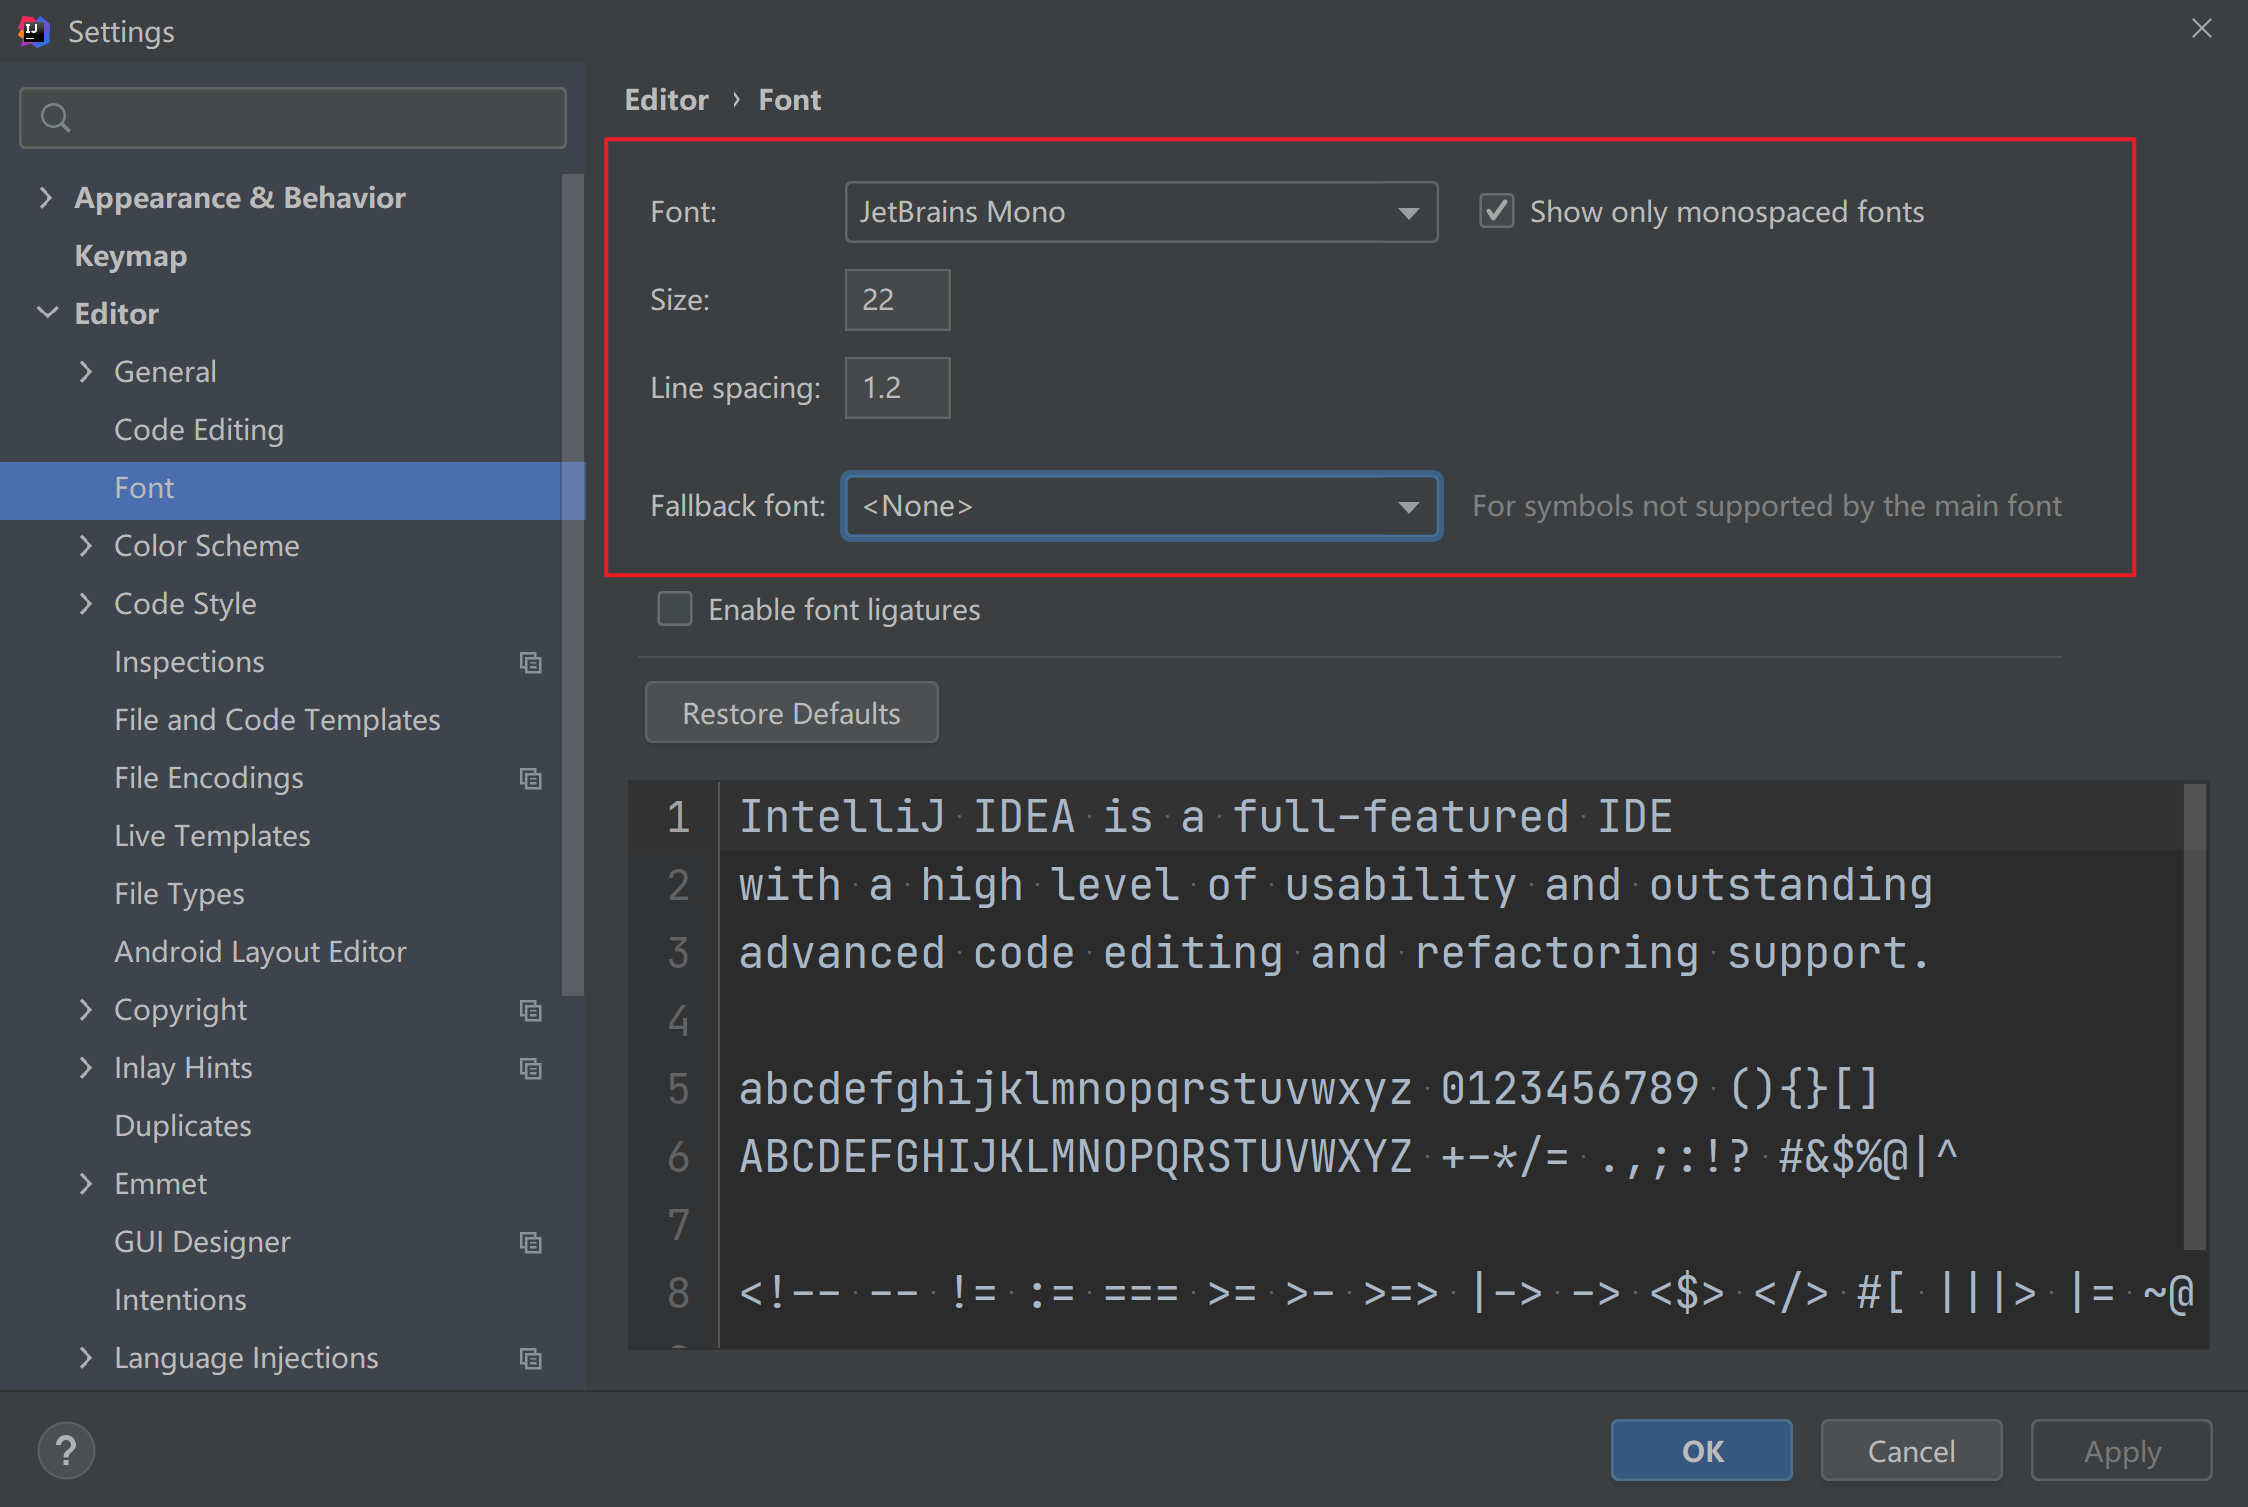 IJ
Settings
Appearance & Behavior
Keymap
Editor
General
Code Editing
Font
Color Scheme
Code Style
Inspections
File and Code Templates
File Encodings
Live Templates
File Types
Android Layout Editor
Copyright
Inlay Hints
Duplicates
Emmet
GUI Designer
Intentions
Language Injections
Editor › Font
Font: JetBrains Mono Show only monospaced fonts
Size: 22
Line spacing: 1.2
Fallback font: <None> For symbols not supported by the main font
Enable font ligatures
Restore Defaults
1 IntelliJ IDEA is a full-featured IDE
2 with a high level of usability and outstanding
3 advanced code editing and refactoring support.
4
5 abcdefghijklmnopqrstuvwxyz 0123456789 (){}[]
6 ABCDEFGHIJKLMNOPQRSTUVWXYZ +-*/= .,;:!? #&$%@|^
7
8 <!-- -- != := === >= >- >=> |-> -> <$> </> #[ |||> |= ~@
?
OK
Cancel
Apply